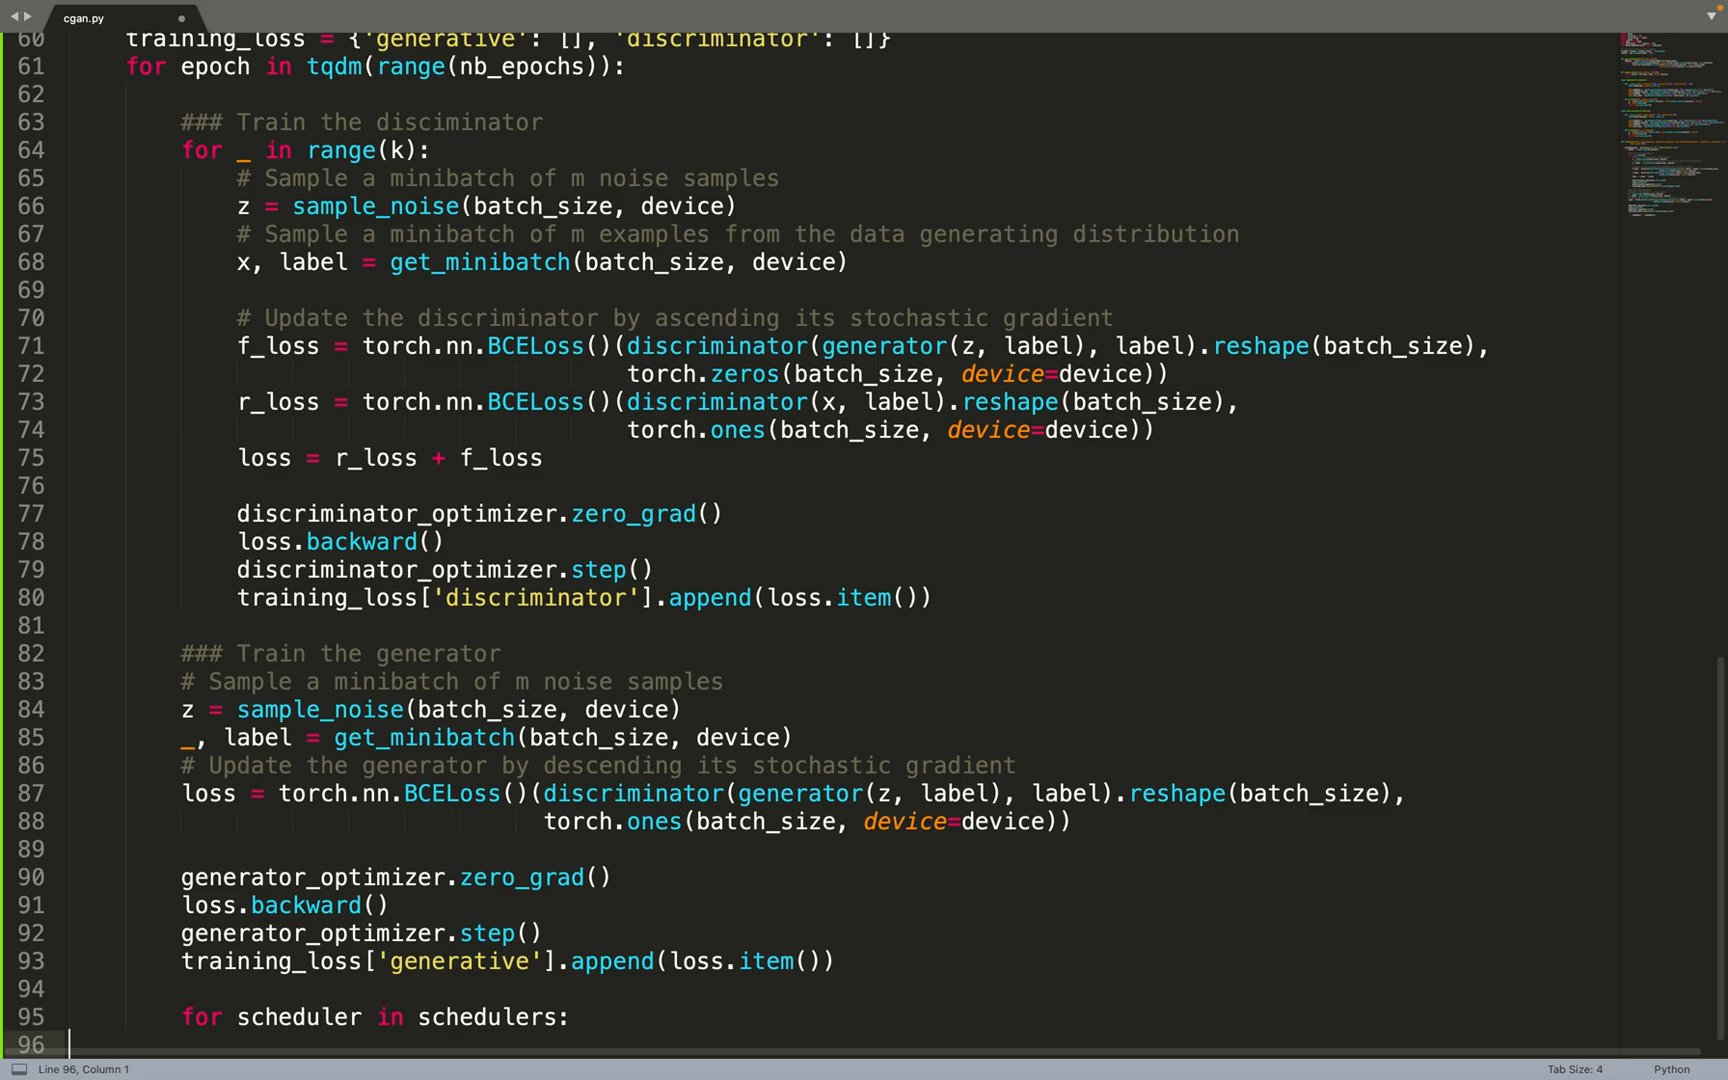 cgan.py
60 training_loss = {'generative': [], 'discriminator': []}
61 for epoch in tqdm(range(nb_epochs)):
62
63 ### Train the disciminator
64 for _ in range(k):
65 # Sample a minibatch of m noise samples
66 z = sample_noise(batch_size, device)
67 # Sample a minibatch of m examples from the data generating distribution
68 x, label = get_minibatch(batch_size, device)
69
70 # Update the discriminator by ascending its stochastic gradient
71 f_loss = torch.nn.BCELoss()(discriminator(generator(z, label), label).reshape(batch_size),
72 torch.zeros(batch_size, device=device))
73 r_loss = torch.nn.BCELoss()(discriminator(x, label).reshape(batch_size),
74 torch.ones(batch_size, device=device))
75 loss = r_loss + f_loss
76
77 discriminator_optimizer.zero_grad()
78 loss.backward()
79 discriminator_optimizer.step()
80 training_loss['discriminator'].append(loss.item())
81
82 ### Train the generator
83 # Sample a minibatch of m noise samples
84 z = sample_noise(batch_size, device)
85 _, label = get_minibatch(batch_size, device)
86 # Update the generator by descending its stochastic gradient
87 loss = torch.nn.BCELoss()(discriminator(generator(z, label), label).reshape(batch_size),
88 torch.ones(batch_size, device=device))
89
90 generator_optimizer.zero_grad()
91 loss.backward()
92 generator_optimizer.step()
93 training_loss['generative'].append(loss.item())
94
95 for scheduler in schedulers:
96
Line 96, Column 1
Tab Size: 4
Python